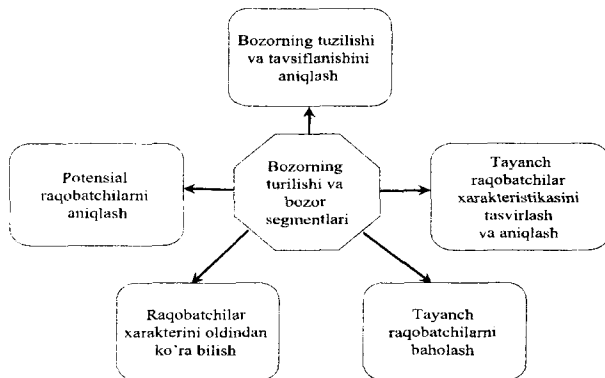 Bozorning tuzilishi
va tavsiflanishini
aniqlash
Potensial
raqobatchilarni
aniqlash
Bozorning
turilishi va
bozor
segmentlari
Tayanch
raqobatchilar
xarakteristikasini
tasvirlash
va aniqlash
Raqobatchilar
xarakterini oldindan
ko'ra bilish
Tayanch
raqobatchilarni
baholash